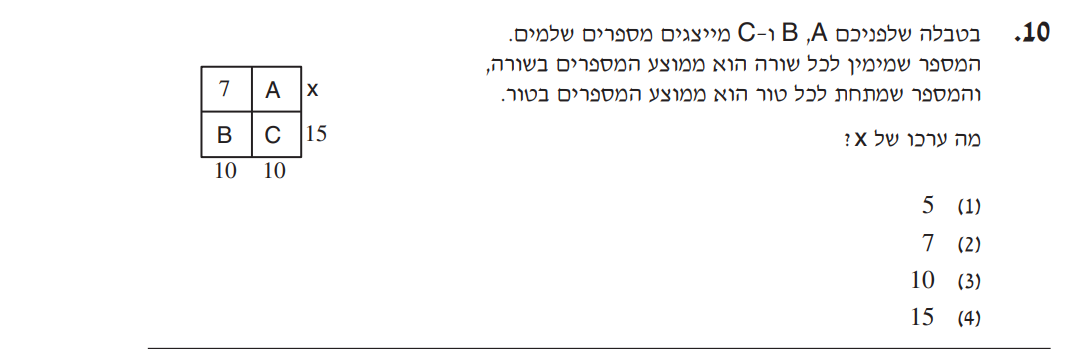 10. בטבלה שלפניכם A, B ו-C מייצגים מספרים שלמים.
המספר שמימין לכל שורה הוא ממוצע המספרים בשורה,
והמספר שמתחת לכל טור הוא ממוצע המספרים בטור.
מה ערכו של x?
7 A x
B C 15
10 10
(1) 5
(2) 7
(3) 10
(4) 15